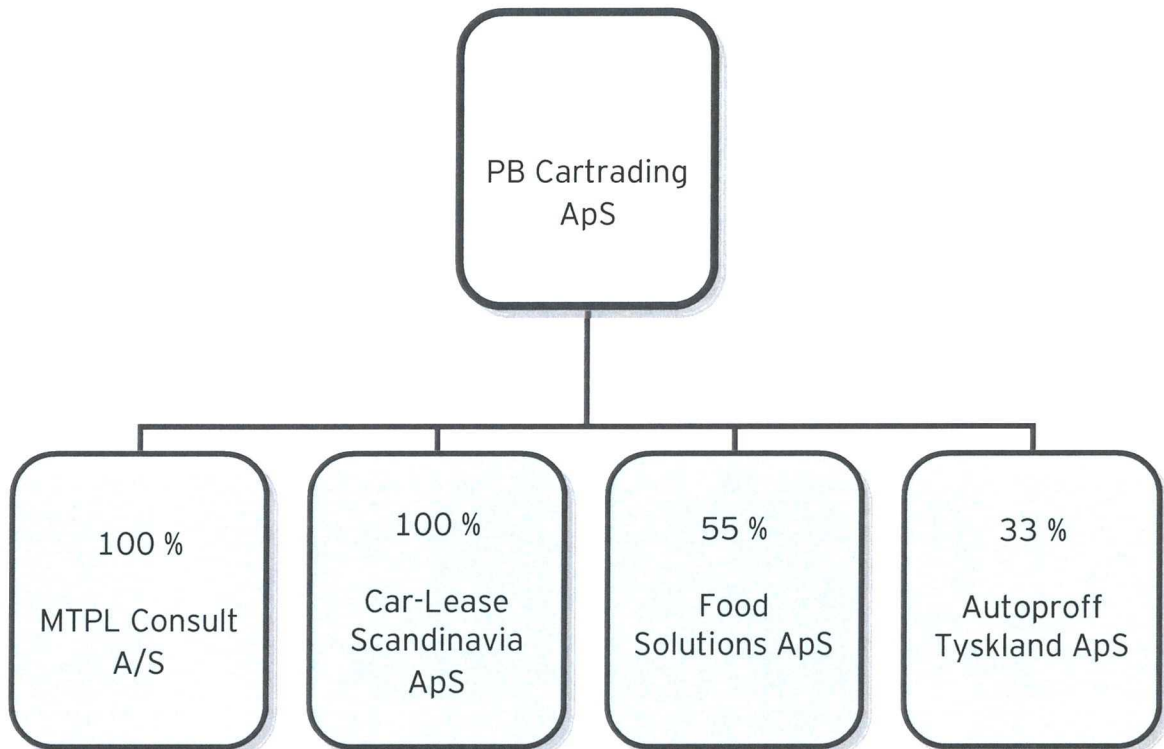 PB Cartrading
ApS
100 %
MTPL Consult
A/S
100 %
Car-Lease
Scandinavia
ApS
55 %
Food
Solutions ApS
33 %
Autoproff
Tyskland ApS